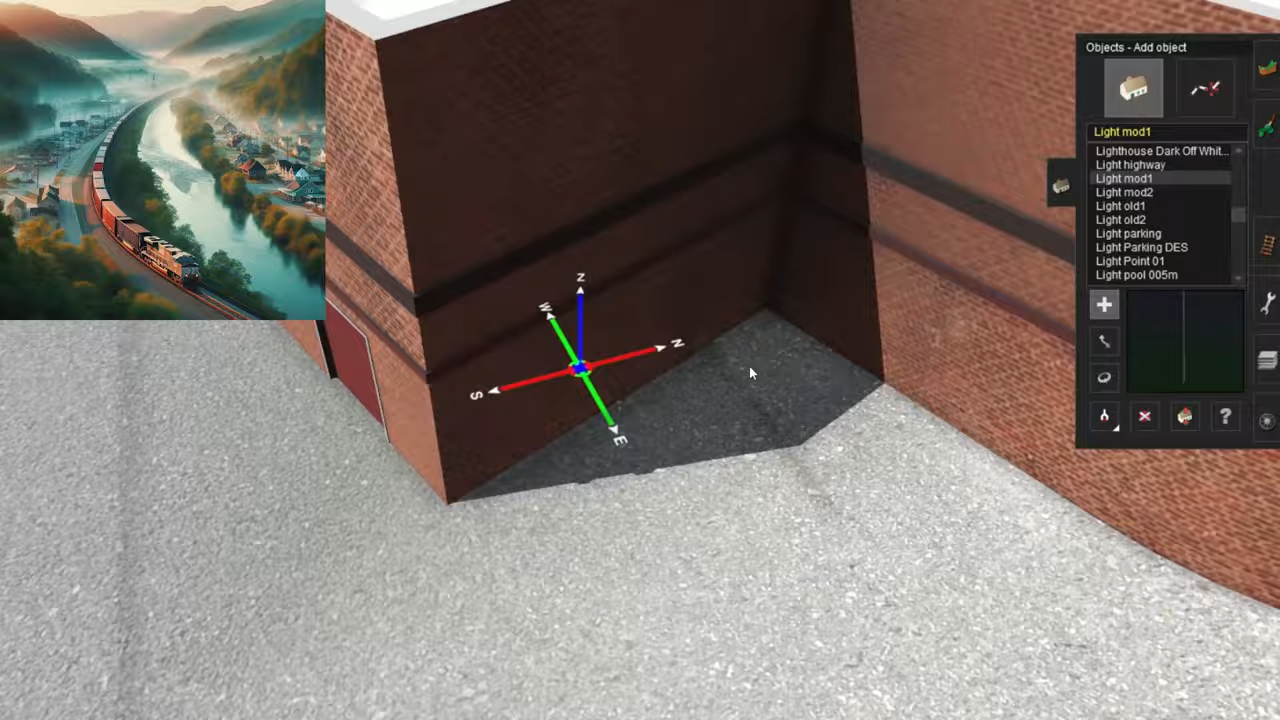 Objects - Add object
Light mod1
Lighthouse Dark Off Whit...
Light highway
Light mod1
Light mod2
Light old1
Light old2
Light parking
Light Parking DES
Light Point 01
Light pool 005m
?
N
W
N
S
E